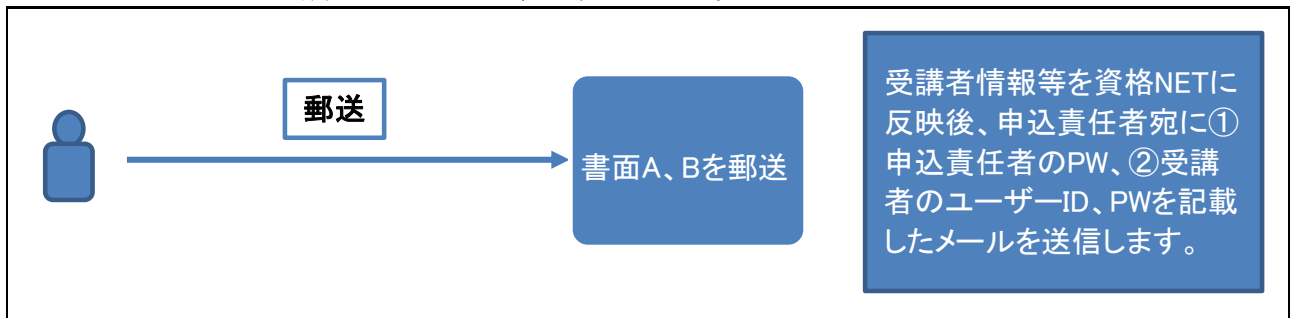 郵送
書面A、Bを郵送
受講者情報等を資格NETに
反映後、申込責任者宛に①
申込責任者のPW、②受講
者のユーザーID、PWを記載
したメールを送信します。